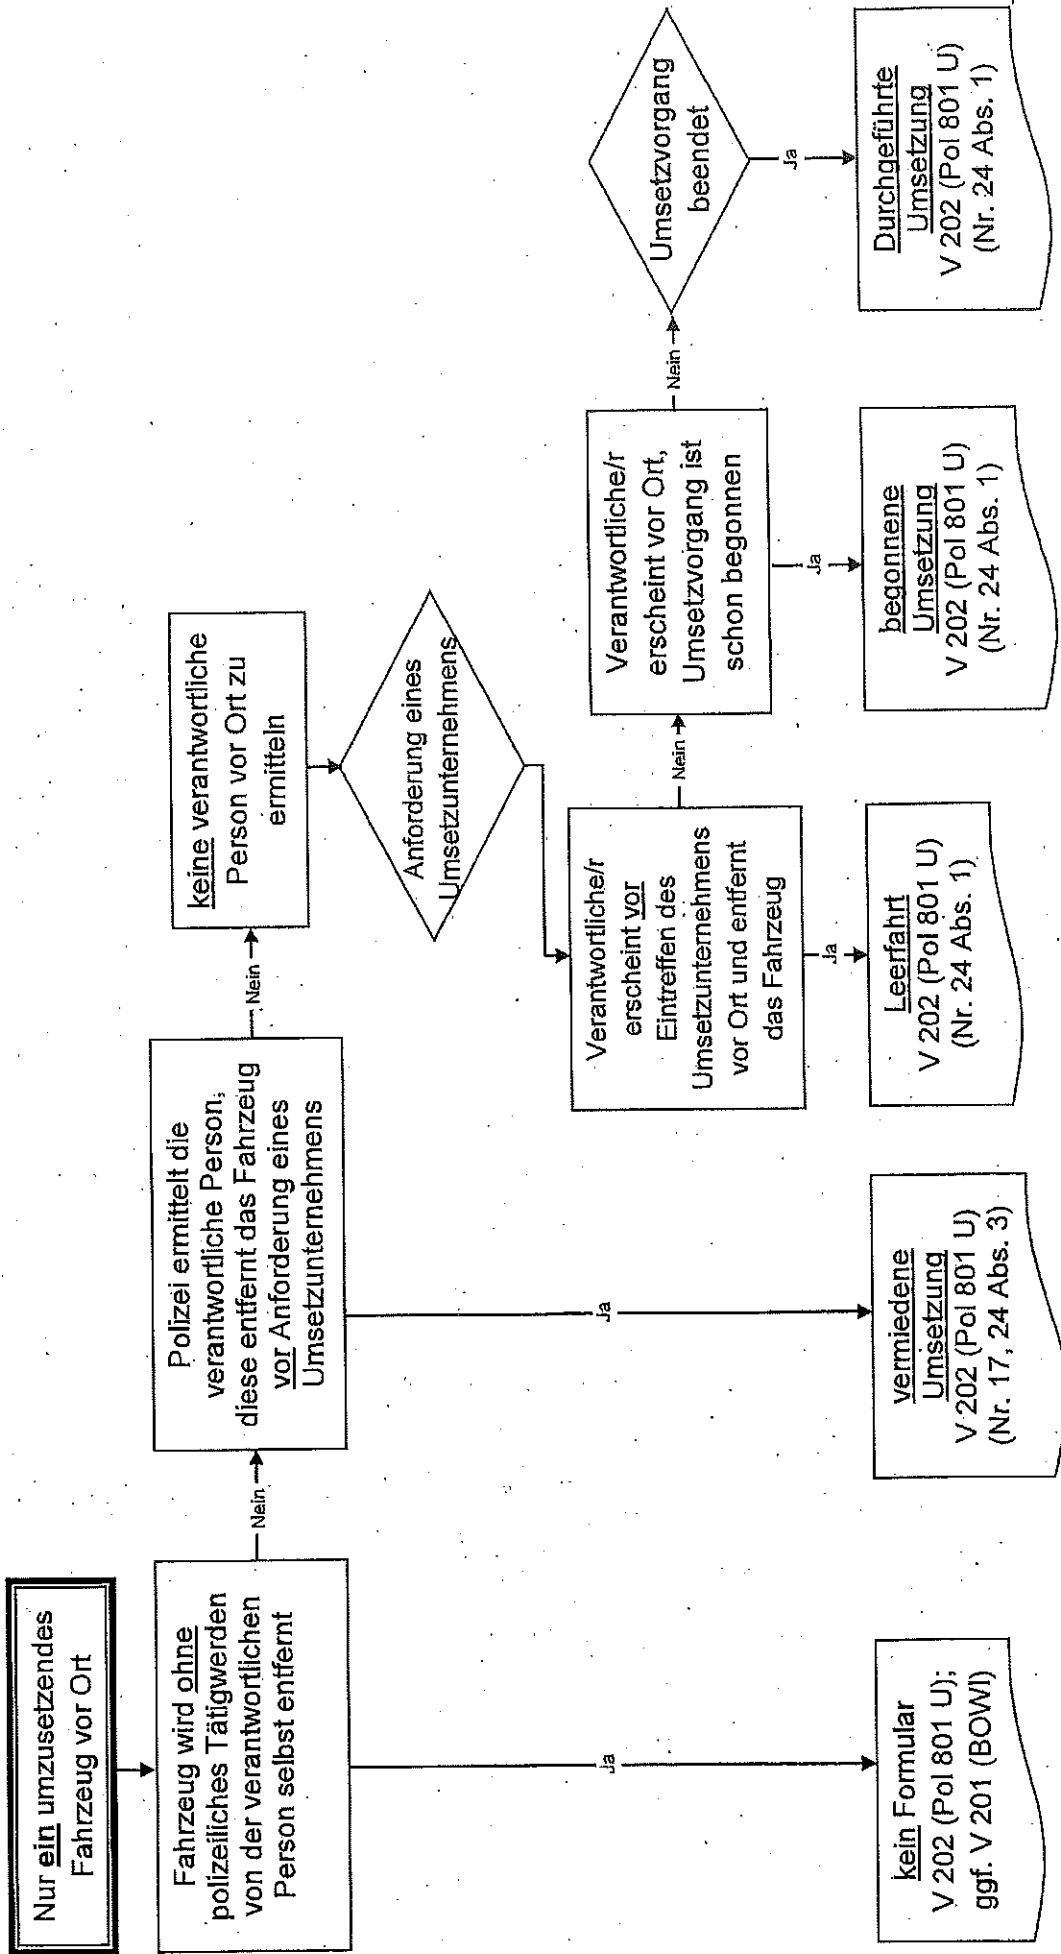 Nur ein umzusetzendes
Fahrzeug vor Ort
Fahrzeug wird ohne
polizeiliches Tätigwerden
von der verantwortlichen
Person selbst entfernt
Nein
Polizei ermittelt die
verantwortliche Person,
diese entfernt das Fahrzeug
vor Anforderung eines
Umsetzunternehmens
Nein
keine verantwortliche
Person vor Ort zu
ermitteln
Anforderung eines
Umsetzunternehmens
Verantwortliche/r
erscheint vor
Eintreffen des
Umsetzunternehmens
vor Ort und entfernt
das Fahrzeug
Nein
Verantwortliche/r
erscheint vor Ort,
Umsetzvorgang ist
schon begonnen
Nein
Umsetzvorgang
beendet
Ja
Ja
Ja
Ja
Ja
kein Formular
V 202 (Pol 801 U);
ggf. V 201 (BOWI)
vermiedene
Umsetzung
V 202 (Pol 801 U)
(Nr. 17, 24 Abs. 3)
Leerfahrt
V 202 (Pol 801 U)
(Nr. 24 Abs. 1)
begonnene
Umsetzung
V 202 (Pol 801 U)
(Nr. 24 Abs. 1)
Durchgeführte
Umsetzung
V 202 (Pol 801 U)
(Nr. 24 Abs. 1)